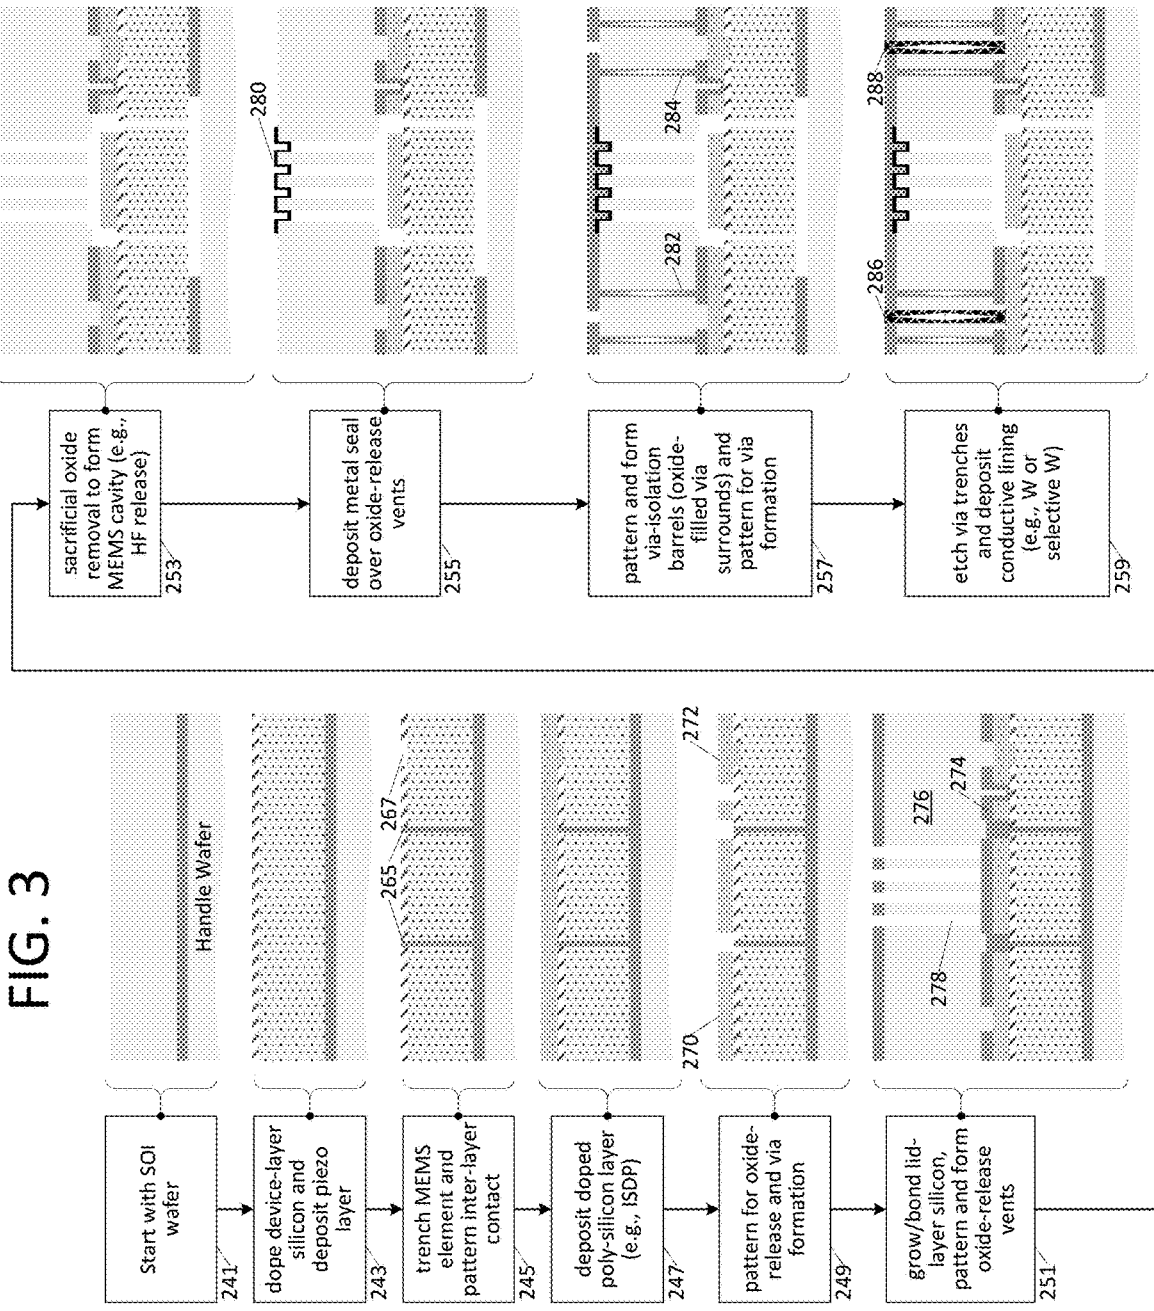 FIG. 3
Start with SOI
wafer
241
Handle Wafer
dope device-layer
silicon and
deposit piezo
layer
243
trench MEMS
element and
pattern inter-layer
contact
245
265
267
deposit doped
poly-silicon layer
(e.g., ISDP)
247
pattern for oxide-
release and via
formation
249
270
272
grow/bond lid-
layer silicon,
pattern and form
oxide-release
vents
251
278
276
274
sacrificial oxide
removal to form
MEMS cavity (e.g.,
HF release)
253
deposit metal seal
over oxide-release
vents
255
280
pattern and form
via-isolation
barrels (oxide-
filled via
surrounds) and
pattern for via
formation
257
282
284
etch via trenches
and deposit
conductive lining
(e.g., W or
selective W)
259
286
288